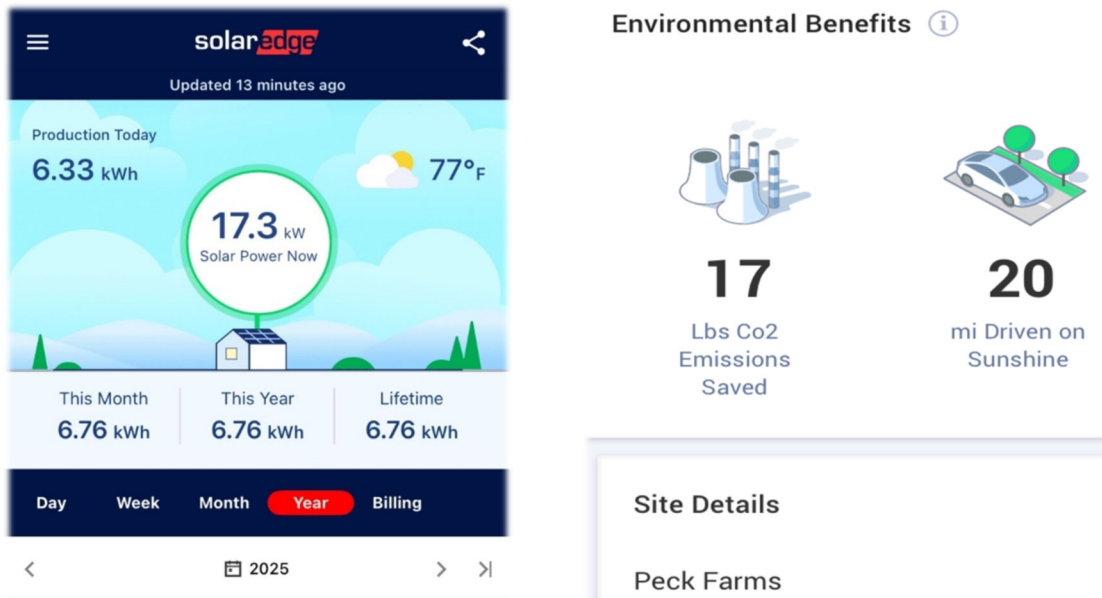 solaredge
Updated 13 minutes ago
Production Today
6.33 kWh
77°F
17.3 kW
Solar Power Now
This Month
6.76 kWh
This Year
6.76 kWh
Lifetime
6.76 kWh
Day Week Month Year Billing
2025
Environmental Benefits
17
Lbs Co2
Emissions
Saved
20
mi Driven on
Sunshine
Site Details
Peck Farms